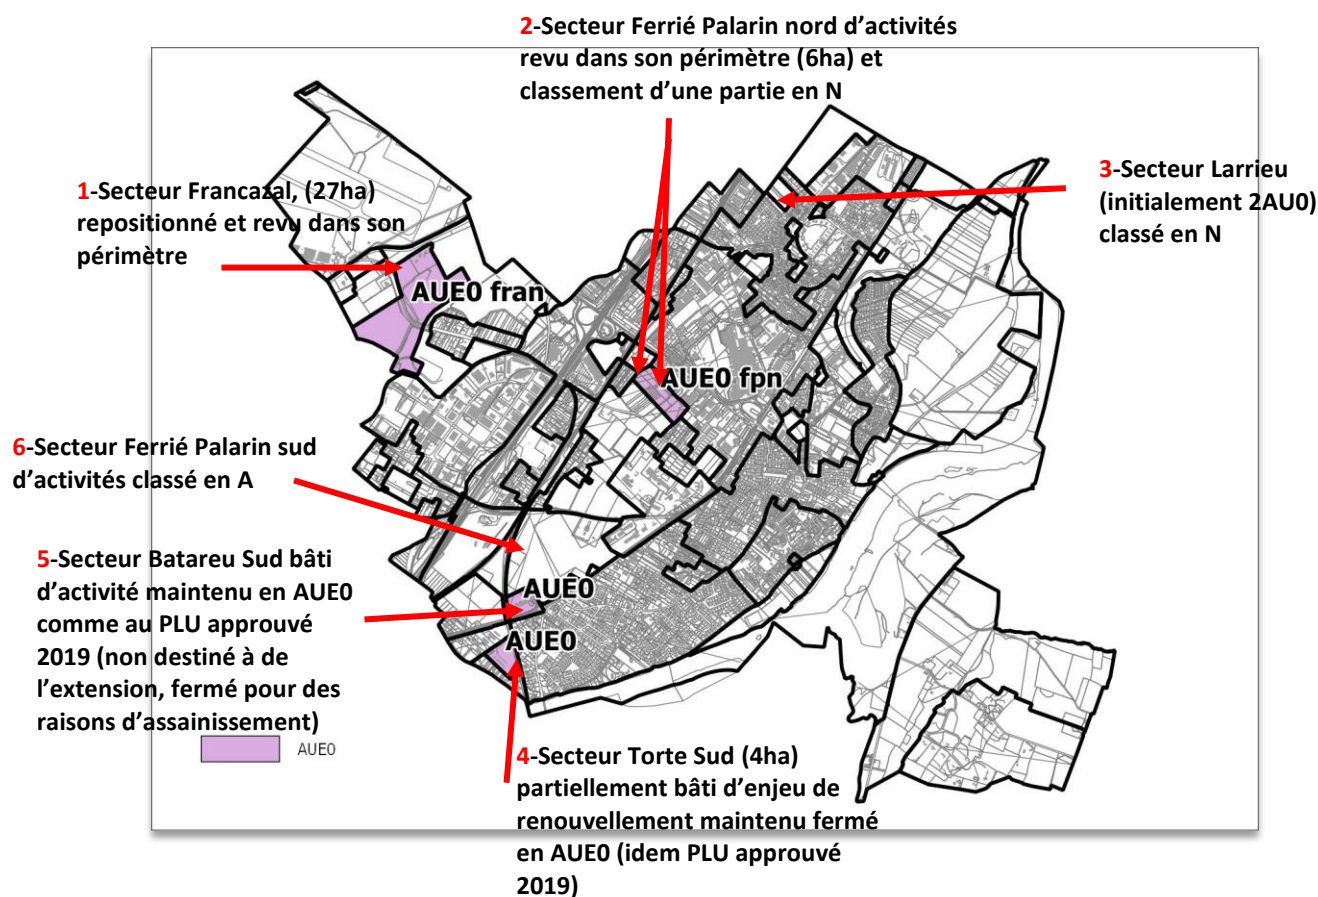 2-Secteur Ferrié Palarin nord d’activités
revu dans son périmètre (6ha) et
classement d’une partie en N
3-Secteur Larrieu
(initialement 2AU0)
classé en N
1-Secteur Francazal, (27ha)
repositionné et revu dans son
périmètre
AUE0 fran
AUE0 fpn
6-Secteur Ferrié Palarin sud
d’activités classé en A
5-Secteur Batareu Sud bâti
d’activité maintenu en AUE0
comme au PLU approuvé
2019 (non destiné à de
l’extension, fermé pour des
raisons d’assainissement)
AUE0
AUE0
AUE0
4-Secteur Torte Sud (4ha)
partiellement bâti d’enjeu de
renouvellement maintenu fermé
en AUE0 (idem PLU approuvé
2019)